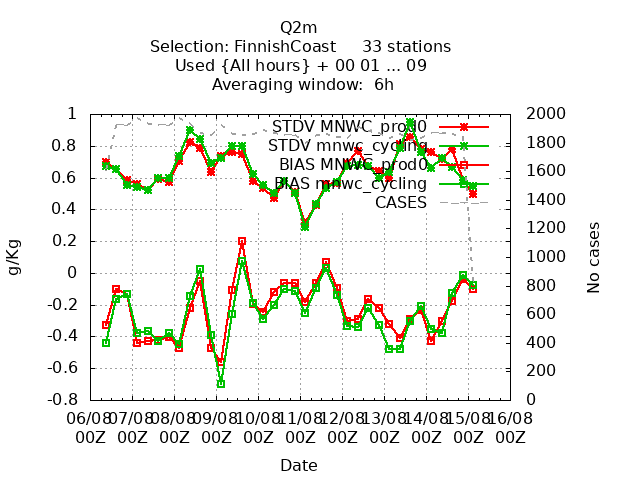 Q2m
Selection: FinnishCoast 33 stations
Used {All hours} + 00 01 ... 09
Averaging window: 6h
STDV MNWC_prod0
STDV mnwc_cycling
BIAS MNWC_prod0
BIAS mnwc_cycling
CASES
1
0.8
0.6
0.4
0.2
0
-0.2
-0.4
-0.6
-0.8
g/Kg
2000
1800
1600
1400
1200
1000
800
600
400
200
0
No cases
06/08 07/08 08/08 09/08 10/08 11/08 12/08 13/08 14/08 15/08 16/08
00Z 00Z 00Z 00Z 00Z 00Z 00Z 00Z 00Z 00Z 00Z
Date